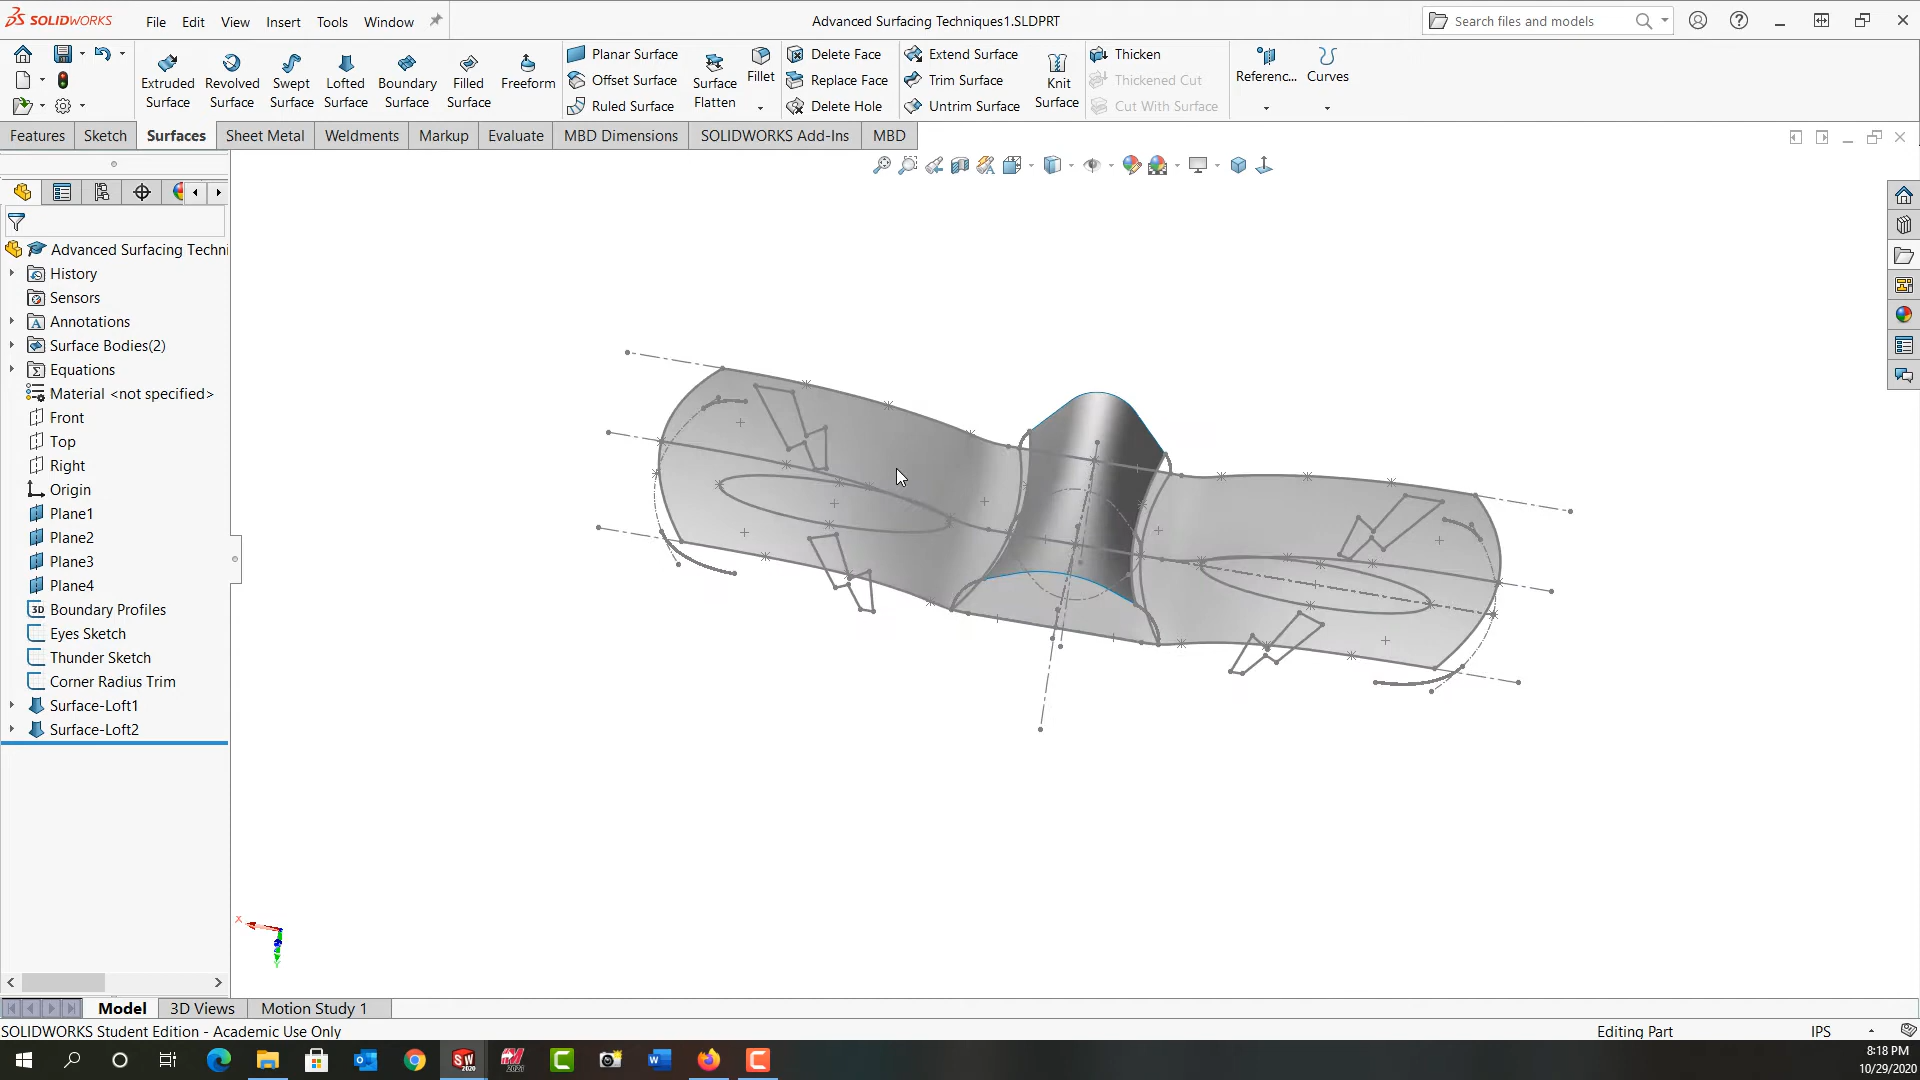 SOLIDWORKS File Edit View Insert Tools Window Advanced Surfacing Techniques1.SLDPRT Search files and models
Extruded Surface
Revolved Surface
Swept Surface
Lofted Surface
Boundary Surface
Filled Surface
Freeform
Planar Surface
Offset Surface
Ruled Surface
Surface Flatten
Fillet
Delete Face
Replace Face
Delete Hole
Extend Surface
Trim Surface
Untrim Surface
Knit Surface
Thicken
Thickened Cut
Cut With Surface
Referenc...
Curves
Features Sketch Surfaces Sheet Metal Weldments Markup Evaluate MBD Dimensions SOLIDWORKS Add-Ins MBD
Advanced Surfacing Techni
History
Sensors
Annotations
Surface Bodies(2)
Equations
Material <not specified>
Front
Top
Right
Origin
Plane1
Plane2
Plane3
Plane4
3D Boundary Profiles
Eyes Sketch
Thunder Sketch
Corner Radius Trim
Surface-Loft1
Surface-Loft2
X
Model 3D Views Motion Study 1
SOLIDWORKS Student Edition - Academic Use Only Editing Part IPS
8:18 PM
10/29/2020